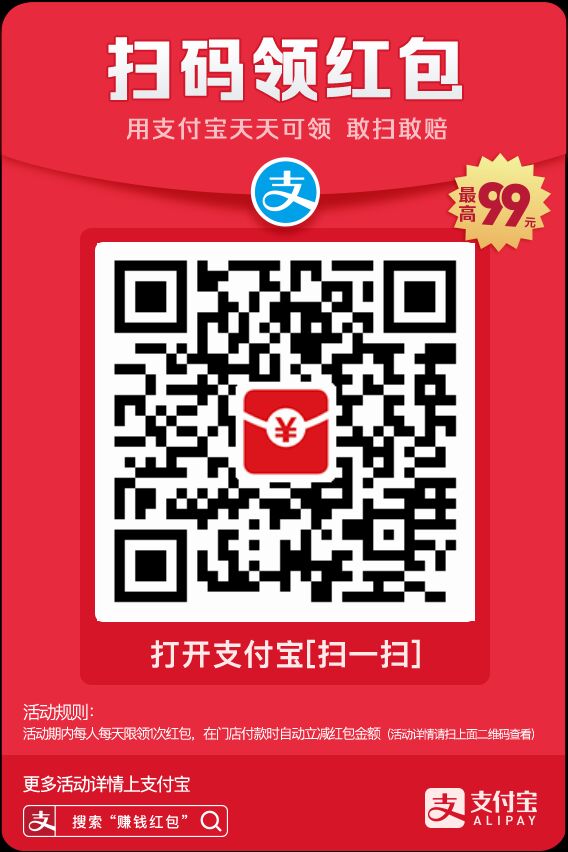 扫码领红包
用支付宝天天可领 敢扫敢赔
支
最高99元
¥
打开支付宝[扫一扫]
活动规则：
活动期内每人每天限领1次红包，在门店付款时自动立减红包金额（活动详情请扫上面二维码查看）
更多活动详情上支付宝
支 搜索“赚钱红包”
支 支付宝
ALIPAY